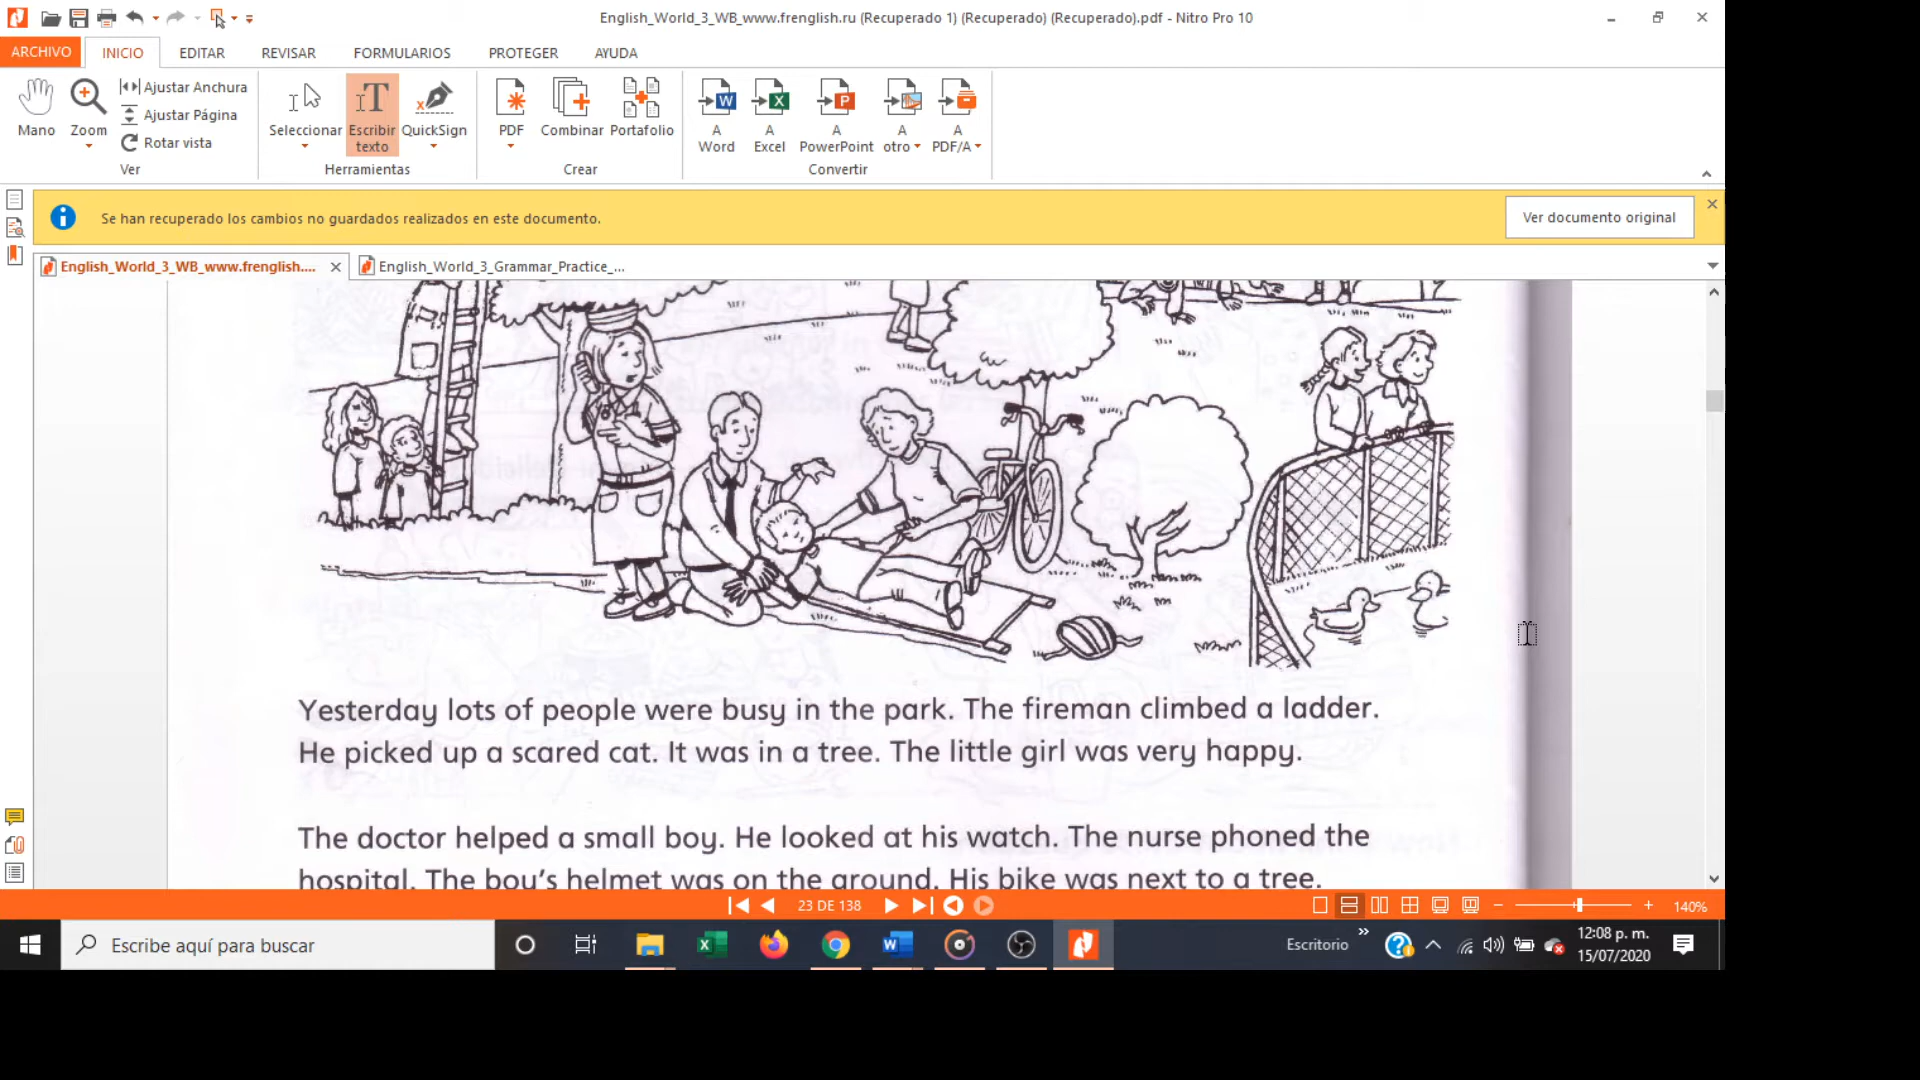 English_World_3_WB_www.frenglish.ru (Recuperado 1) (Recuperado) (Recuperado).pdf - Nitro Pro 10
ARCHIVO INICIO EDITAR REVISAR FORMULARIOS PROTEGER AYUDA
Mano
Zoom
Ajustar Anchura
Ajustar Página
Rotar vista
Ver
Seleccionar
Escribir
texto
QuickSign
Herramientas
PDF
Combinar
Portafolio
Crear
A
Word
A
Excel
A
PowerPoint
A
otro
A
PDF/A
Convertir
Se han recuperado los cambios no guardados realizados en este documento.
Ver documento original
English_World_3_WB_www.frenglish....
English_World_3_Grammar_Practice_...
Yesterday lots of people were busy in the park. The fireman climbed a ladder.
He picked up a scared cat. It was in a tree. The little girl was very happy.
The doctor helped a small boy. He looked at his watch. The nurse phoned the
hospital. The boy's helmet was on the ground. His bike was next to a tree.
23 DE 138
140%
Escribe aquí para buscar
Escritorio
12:08 p. m.
15/07/2020